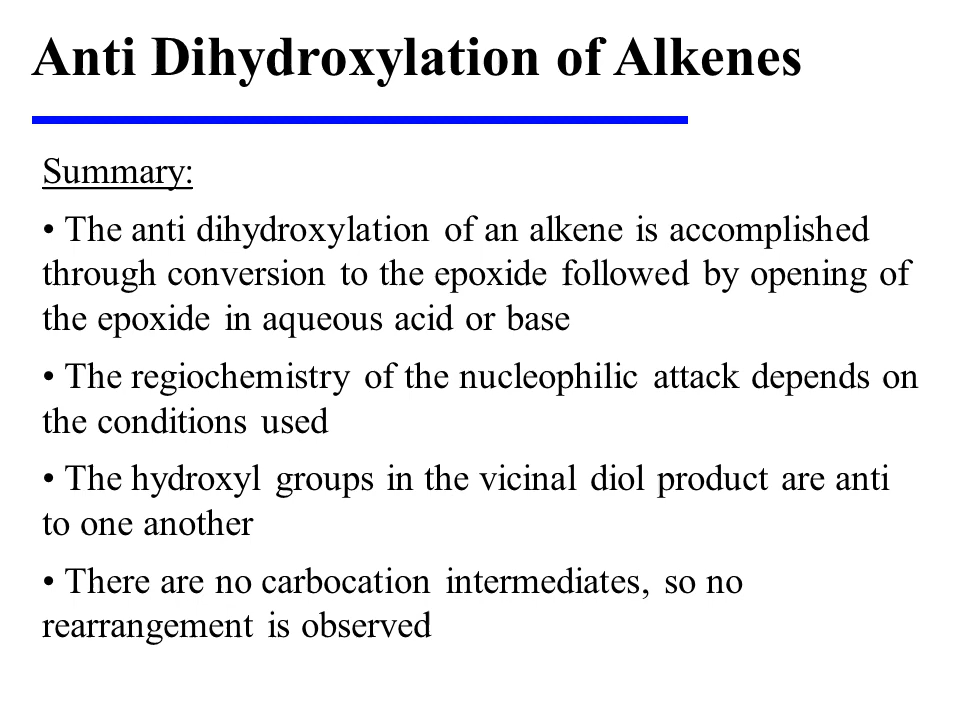 Anti Dihydroxylation of Alkenes
Summary:
• The anti dihydroxylation of an alkene is accomplished
through conversion to the epoxide followed by opening of
the epoxide in aqueous acid or base
• The regiochemistry of the nucleophilic attack depends on
the conditions used
• The hydroxyl groups in the vicinal diol product are anti
to one another
• There are no carbocation intermediates, so no
rearrangement is observed